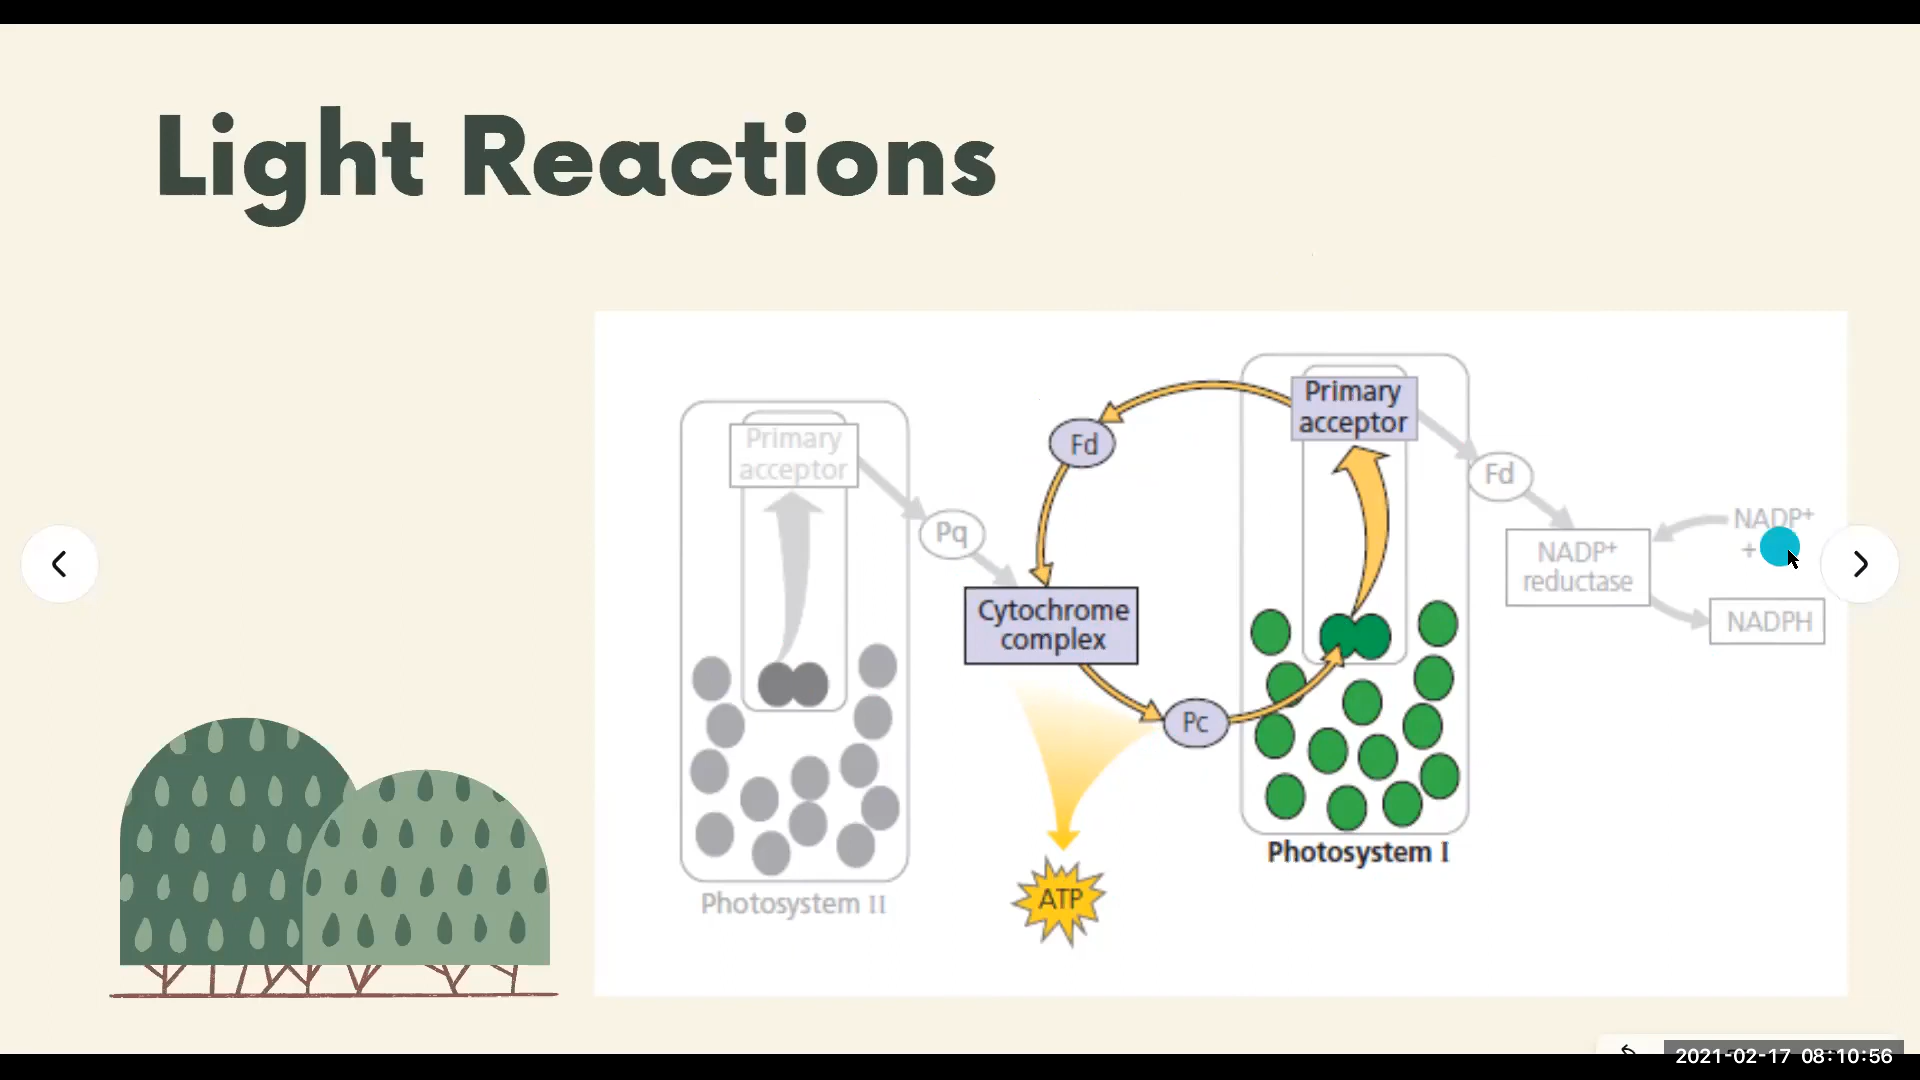 Light Reactions
Primary
acceptor
Primary
acceptor
Fd
Fd
Pq
NADP⁺
+
NADP⁺
reductase
Cytochrome
complex
NADPH
Pc
Photosystem I
ATP
Photosystem II
2021-02-17 08:10:56